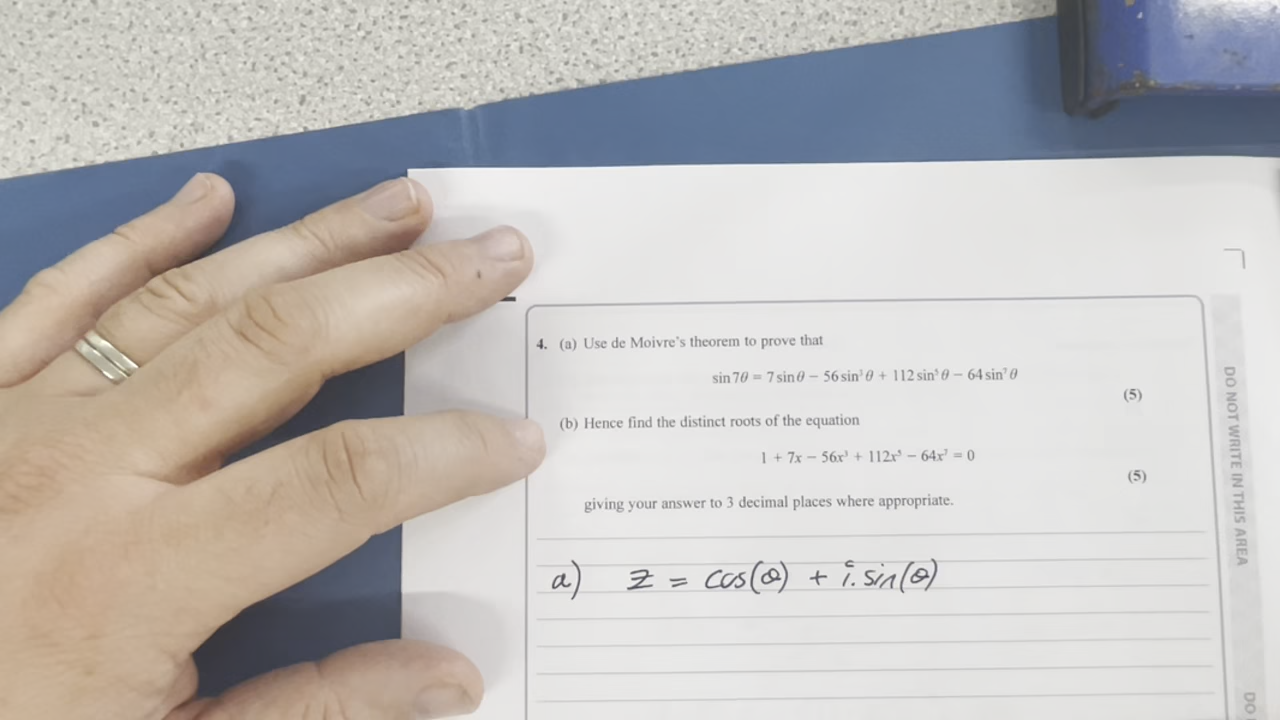 4. (a) Use de Moivre's theorem to prove that
sin 7θ = 7 sin θ − 56 sin³ θ + 112 sin⁵ θ − 64 sin⁷ θ
(5)
(b) Hence find the distinct roots of the equation
1 + 7x − 56x³ + 112x⁵ − 64x⁷ = 0
(5)
giving your answer to 3 decimal places where appropriate.
a) z = cos(θ) + i.sin(θ)
DO NOT WRITE IN THIS AREA
DO